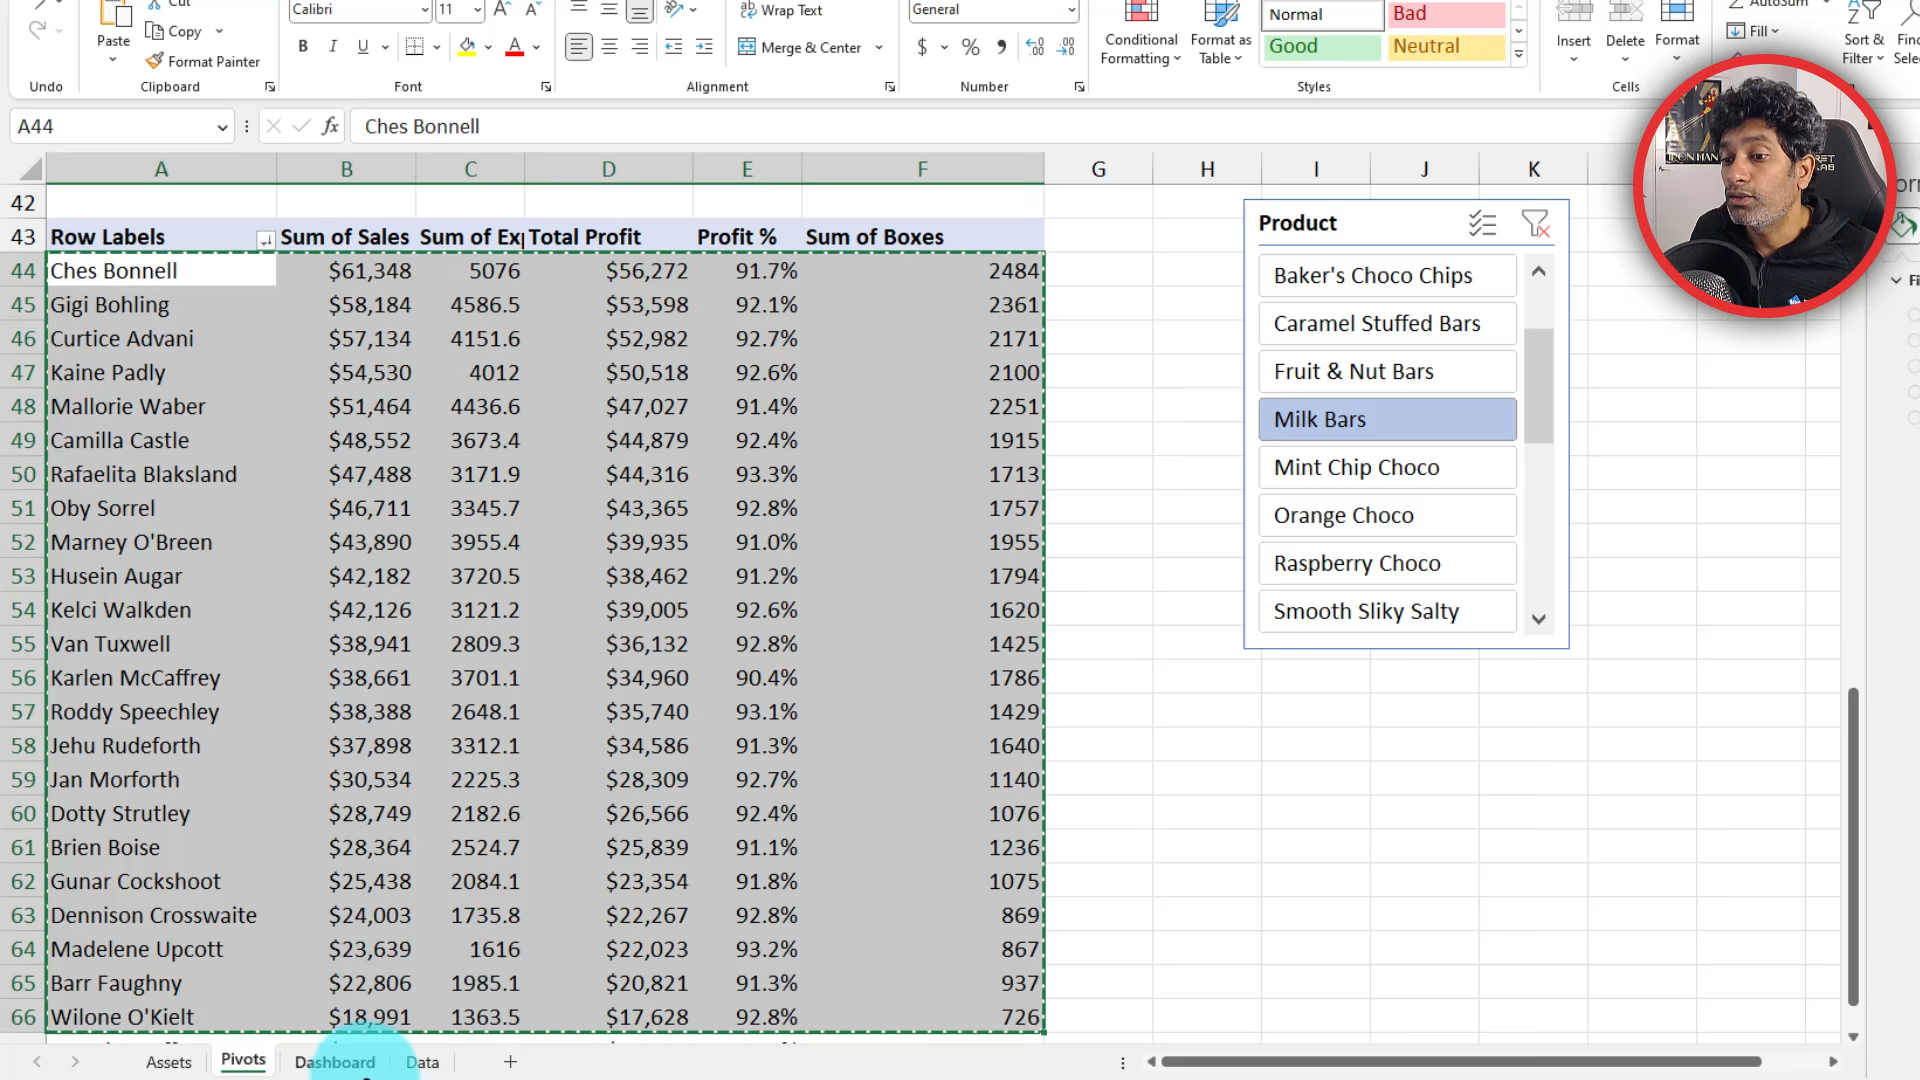 Cut
Calibri
11
Wrap Text
General
Normal
Bad
AutoSum
Copy
Paste
Format Painter
B I U A
Merge & Center
$ % 9
Conditional
Formatting
Format as
Table
Good
Neutral
Insert
Delete
Format
Fill
Sort &
Filter
Undo
Clipboard
Font
Alignment
Number
Styles
Cells
A44
fx
Ches Bonnell
A B C D E F G H I J K
42
43 Row Labels Sum of Sales Sum of Exp Total Profit Profit % Sum of Boxes
44 Ches Bonnell $61,348 5076 $56,272 91.7% 2484
45 Gigi Bohling $58,184 4586.5 $53,598 92.1% 2361
46 Curtice Advani $57,134 4151.6 $52,982 92.7% 2171
47 Kaine Padly $54,530 4012 $50,518 92.6% 2100
48 Mallorie Waber $51,464 4436.6 $47,027 91.4% 2251
49 Camilla Castle $48,552 3673.4 $44,879 92.4% 1915
50 Rafaelita Blaksland $47,488 3171.9 $44,316 93.3% 1713
51 Oby Sorrel $46,711 3345.7 $43,365 92.8% 1757
52 Marney O'Breen $43,890 3955.4 $39,935 91.0% 1955
53 Husein Augar $42,182 3720.5 $38,462 91.2% 1794
54 Kelci Walkden $42,126 3121.2 $39,005 92.6% 1620
55 Van Tuxwell $38,941 2809.3 $36,132 92.8% 1425
56 Karlen McCaffrey $38,661 3701.1 $34,960 90.4% 1786
57 Roddy Speechley $38,388 2648.1 $35,740 93.1% 1429
58 Jehu Rudeforth $37,898 3312.1 $34,586 91.3% 1640
59 Jan Morforth $30,534 2225.3 $28,309 92.7% 1140
60 Dotty Strutley $28,749 2182.6 $26,566 92.4% 1076
61 Brien Boise $28,364 2524.7 $25,839 91.1% 1236
62 Gunar Cockshoot $25,438 2084.1 $23,354 91.8% 1075
63 Dennison Crosswaite $24,003 1735.8 $22,267 92.8% 869
64 Madelene Upcott $23,639 1616 $22,023 93.2% 867
65 Barr Faughny $22,806 1985.1 $20,821 91.3% 937
66 Wilone O'Kielt $18,991 1363.5 $17,628 92.8% 726
Product
Baker's Choco Chips
Caramel Stuffed Bars
Fruit & Nut Bars
Milk Bars
Mint Chip Choco
Orange Choco
Raspberry Choco
Smooth Sliky Salty
IRON MAN
Assets
Pivots
Dashboard
Data